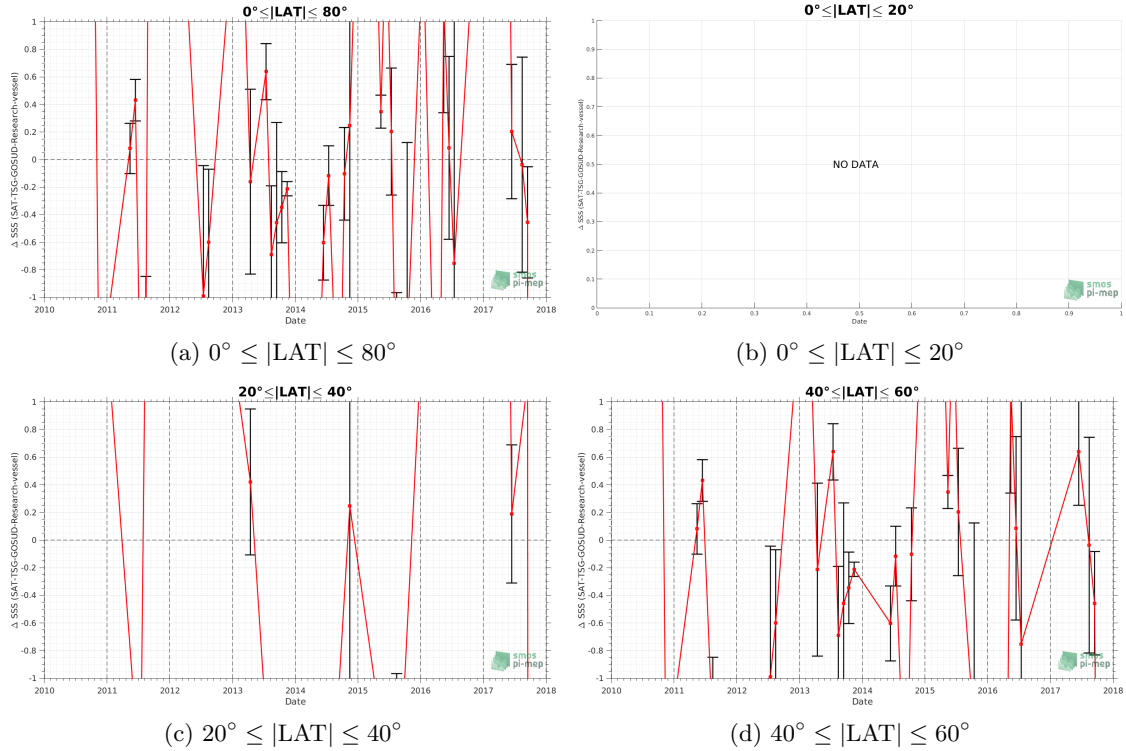 0°≤|LAT|≤ 80°
Δ SSS (SAT-TSG-GOSUD-Research-vessel)
1
0.8
0.6
0.4
0.2
0
-0.2
-0.4
-0.6
-0.8
-1
2010 2011 2012 2013 2014 2015 2016 2017 2018
Date
smos
pi-mep
(a) 0° ≤ |LAT| ≤ 80°
0°≤|LAT|≤ 20°
Δ SSS (SAT-TSG-GOSUD-Research-vessel)
1
0.9
0.8
0.7
0.6
0.5
0.4
0.3
0.2
0.1
0
NO DATA
0 0.1 0.2 0.3 0.4 0.5 0.6 0.7 0.8 0.9 1
Date
smos
pi-mep
(b) 0° ≤ |LAT| ≤ 20°
20°≤|LAT|≤ 40°
Δ SSS (SAT-TSG-GOSUD-Research-vessel)
1
0.8
0.6
0.4
0.2
0
-0.2
-0.4
-0.6
-0.8
-1
2010 2011 2012 2013 2014 2015 2016 2017 2018
Date
smos
pi-mep
(c) 20° ≤ |LAT| ≤ 40°
40°≤|LAT|≤ 60°
Δ SSS (SAT-TSG-GOSUD-Research-vessel)
1
0.8
0.6
0.4
0.2
0
-0.2
-0.4
-0.6
-0.8
-1
2010 2011 2012 2013 2014 2015 2016 2017 2018
Date
smos
pi-mep
(d) 40° ≤ |LAT| ≤ 60°